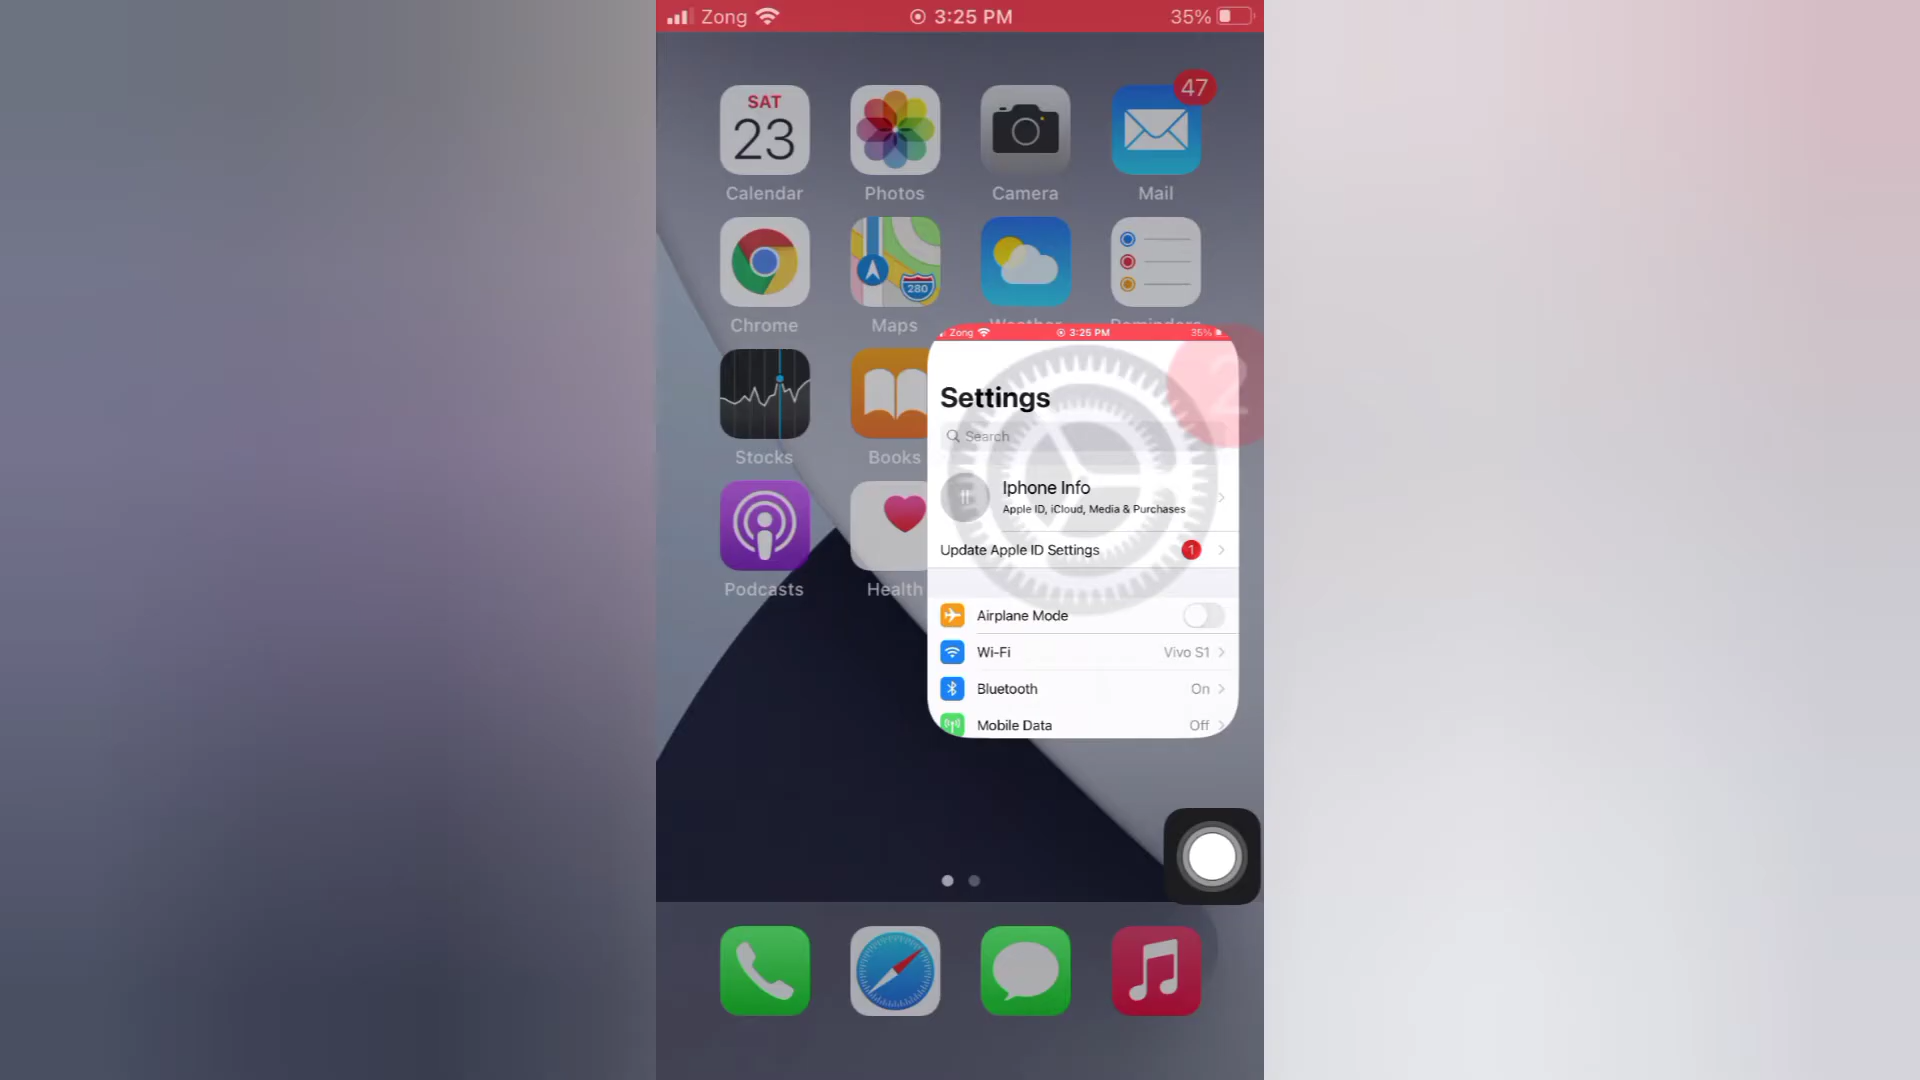 Zong 3:25 PM 35%
47
SAT
23
Calendar Photos Camera Mail
280
Chrome Maps Weather Reminders
Zong 3:25 PM 35%
2
Settings
Search
Stocks Books
Iphone Info
Apple ID, iCloud, Media & Purchases
Update Apple ID Settings 1
Podcasts Health
Airplane Mode
Wi-Fi Vivo S1
Bluetooth On
Mobile Data Off